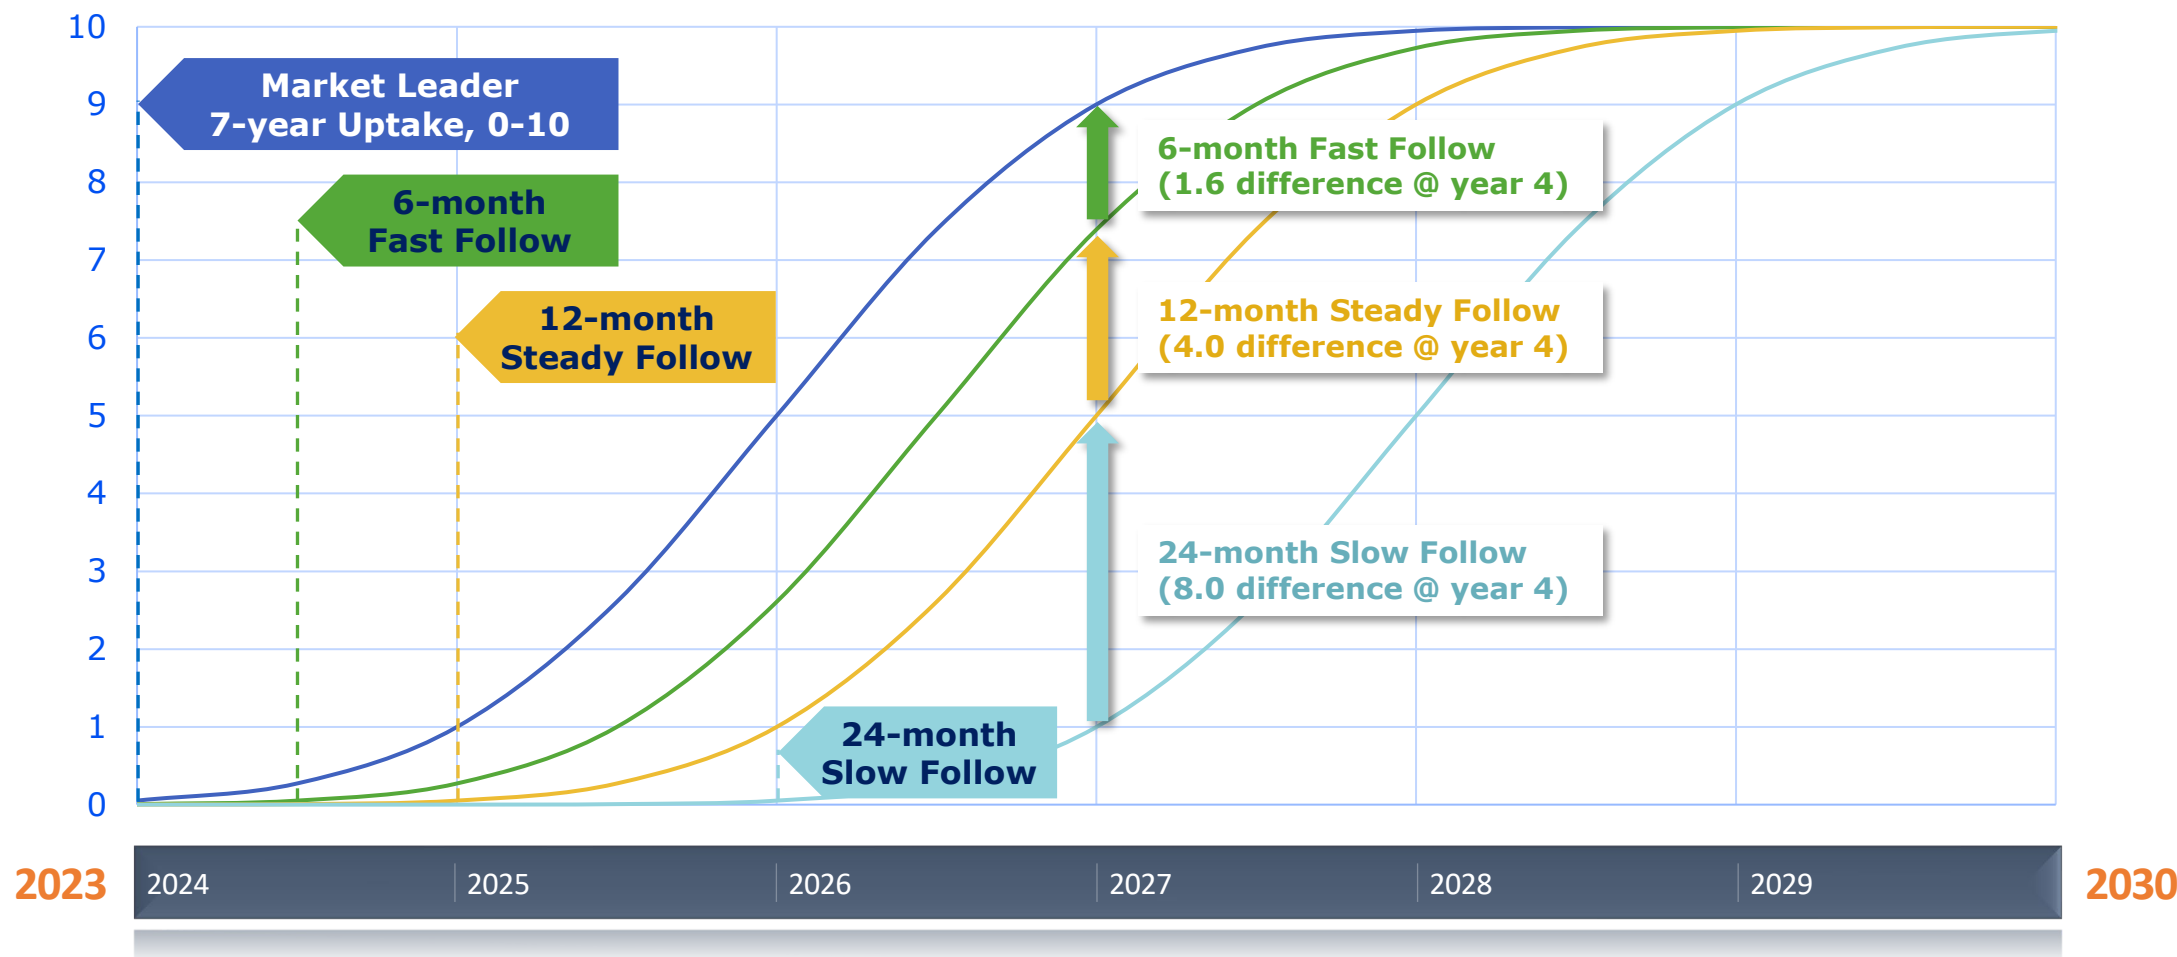 10
9
8
7
6
5
4
3
2
1
0
Market Leader
7-year Uptake, 0-10
6-month
Fast Follow
12-month
Steady Follow
24-month
Slow Follow
6-month Fast Follow
(1.6 difference @ year 4)
12-month Steady Follow
(4.0 difference @ year 4)
24-month Slow Follow
(8.0 difference @ year 4)
2023 2024 2025 2026 2027 2028 2029 2030